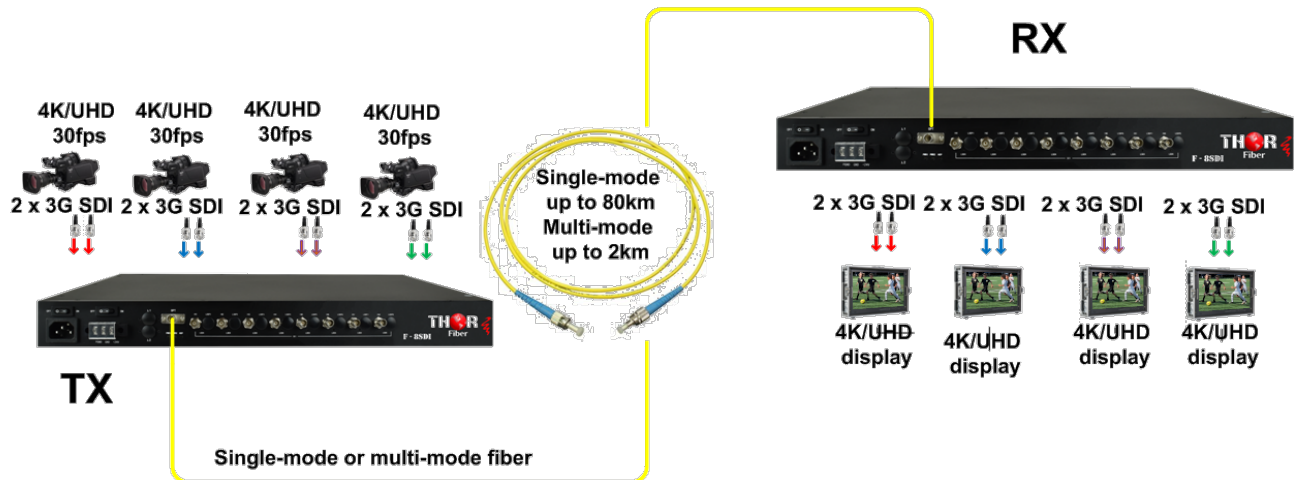 RX
4K/UHD
30fps
4K/UHD
30fps
4K/UHD
30fps
4K/UHD
30fps
2 x 3G SDI
2 x 3G SDI
2 x 3G SDI
2 x 3G SDI
Single-mode
up to 80km
Multi-mode
up to 2km
THOR
Fiber
F - 8SDI
TX
Single-mode or multi-mode fiber
THOR
Fiber
F - 8SDI
2 x 3G SDI
2 x 3G SDI
2 x 3G SDI
2 x 3G SDI
4K/UHD
display
4K/UHD
display
4K/UHD
display
4K/UHD
display